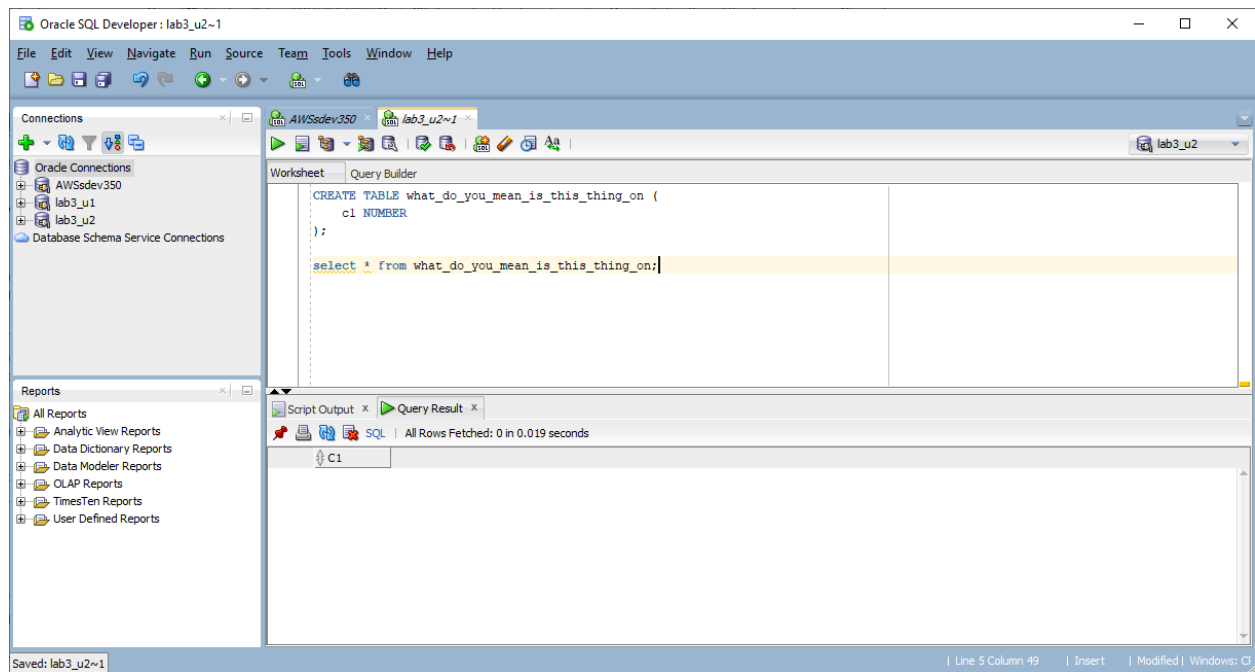 Oracle SQL Developer : lab3_u2~1
File Edit View Navigate Run Source Team Tools Window Help
Connections
Oracle Connections
AWSsdev350
lab3_u1
lab3_u2
Database Schema Service Connections
Reports
All Reports
Analytic View Reports
Data Dictionary Reports
Data Modeler Reports
OLAP Reports
TimesTen Reports
User Defined Reports
AWSsdev350 lab3_u2~1
lab3_u2
Worksheet Query Builder
CREATE TABLE what_do_you_mean_is_this_thing_on (
c1 NUMBER
);
select * from what_do_you_mean_is_this_thing_on;
Script Output x Query Result x
SQL | All Rows Fetched: 0 in 0.019 seconds
C1
Saved: lab3_u2~1
| Line 5 Column 49 | Insert | Modified | Windows: